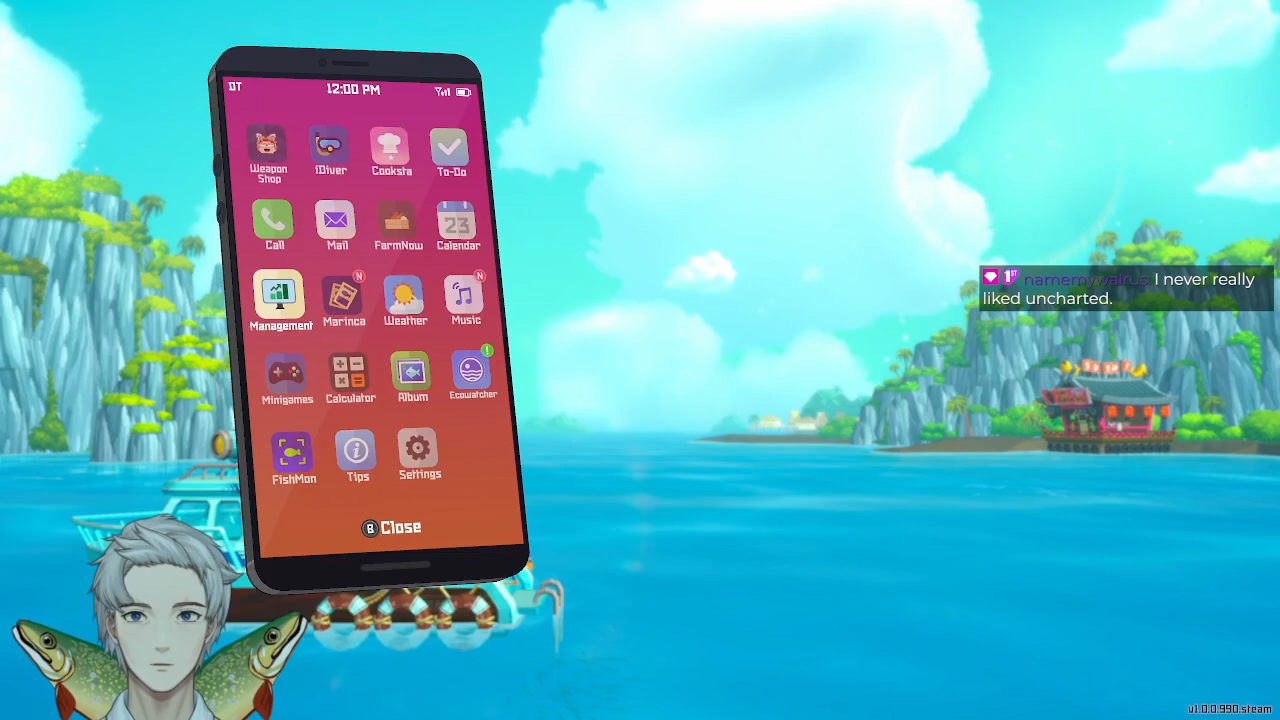 DT
12:00 PM
Weapon Shop
iDiver
Cooksta
To-Do
Call
Mail
FarmNow
23
Calendar
Management
N
Marinca
Weather
N
Music
Minigames
Calculator
Album
!
Ecowatcher
FishMon
Tips
Settings
B Close
1ST namemywalrus: I never really
liked uncharted.
v1.0.0.990.steam